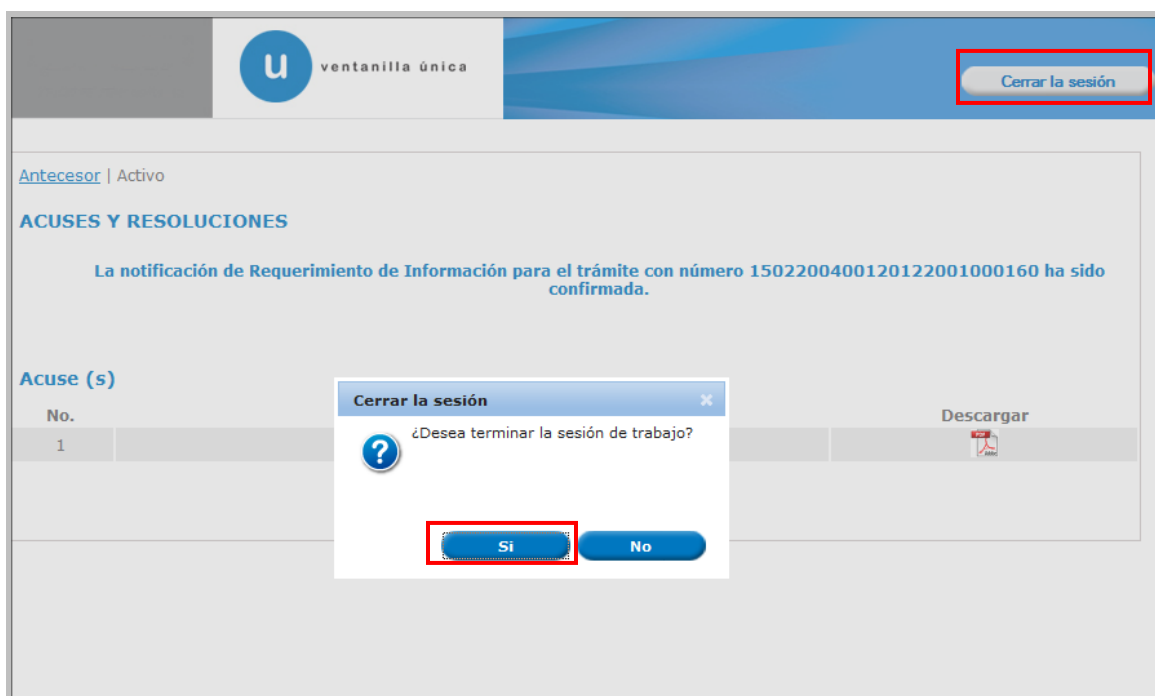 u ventanilla única
Cerrar la sesión
Antecesor | Activo
ACUSES Y RESOLUCIONES
La notificación de Requerimiento de Información para el trámite con número 1502200400120122001000160 ha sido
confirmada.
Acuse (s)
No. Descargar
1
Cerrar la sesión
¿Desea terminar la sesión de trabajo?
Si No